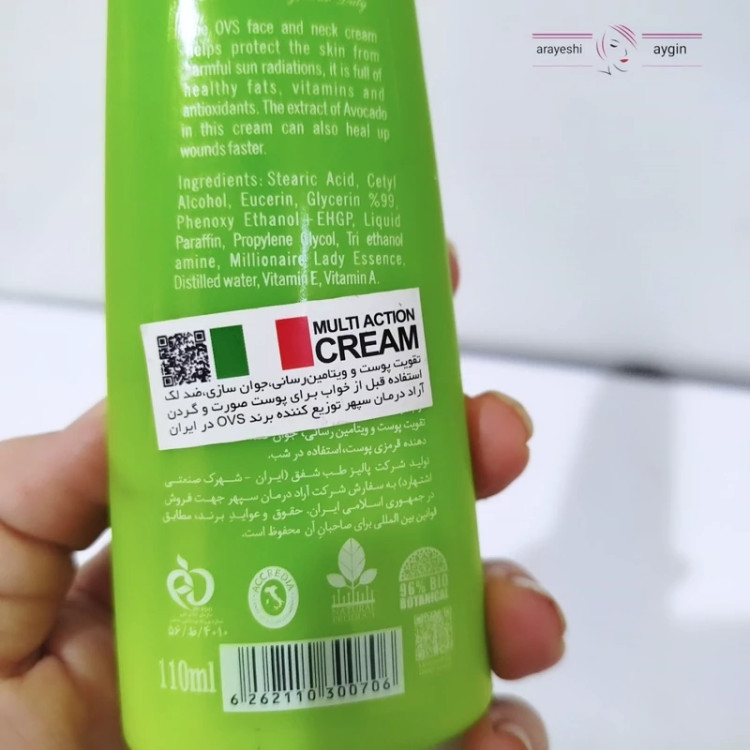 arayeshi
aygin
OVS face and neck cream
helps protect the skin from
harmful sun radiations, it is full of
healthy fats, vitamins and
antioxidants. The extract of Avocado
in this cream can also heal up
wounds faster.
Ingredients: Stearic Acid, Cetyl
Alcohol, Eucerin, Glycerin %99,
Phenoxy Ethanol+EHGP, Liquid
Paraffin, Propylene Glycol, Tri ethanol
amine, Millionaire Lady Essence,
Distilled water, Vitamin E, Vitamin A.
MULTI ACTION
CREAM
تقویت پوست و ویتامین‌رسانی،جوان سازی،ضد لک
استفاده قبل از خواب برای پوست صورت و گردن
آراد درمان سپهر توزیع کننده برند OVS در ایران
تقویت پوست و ویتامین رسانی، جوان
دهنده قرمزی پوست،استفاده در شب.
تولید شرکت پالیز طب شفق (ایران - شهرک صنعتی
اشتهارد) به سفارش شرکت آراد درمان سپهر جهت فروش
در جمهوری اسلامی ایران. حقوق و عواید برند، مطابق
قوانین بین المللی برای صاحبان آن محفوظ است.
ACCREDIA
96% BIO
BOTANICAL
۵۶/ط/۴۰۱۰
110ml
6 262110 300706